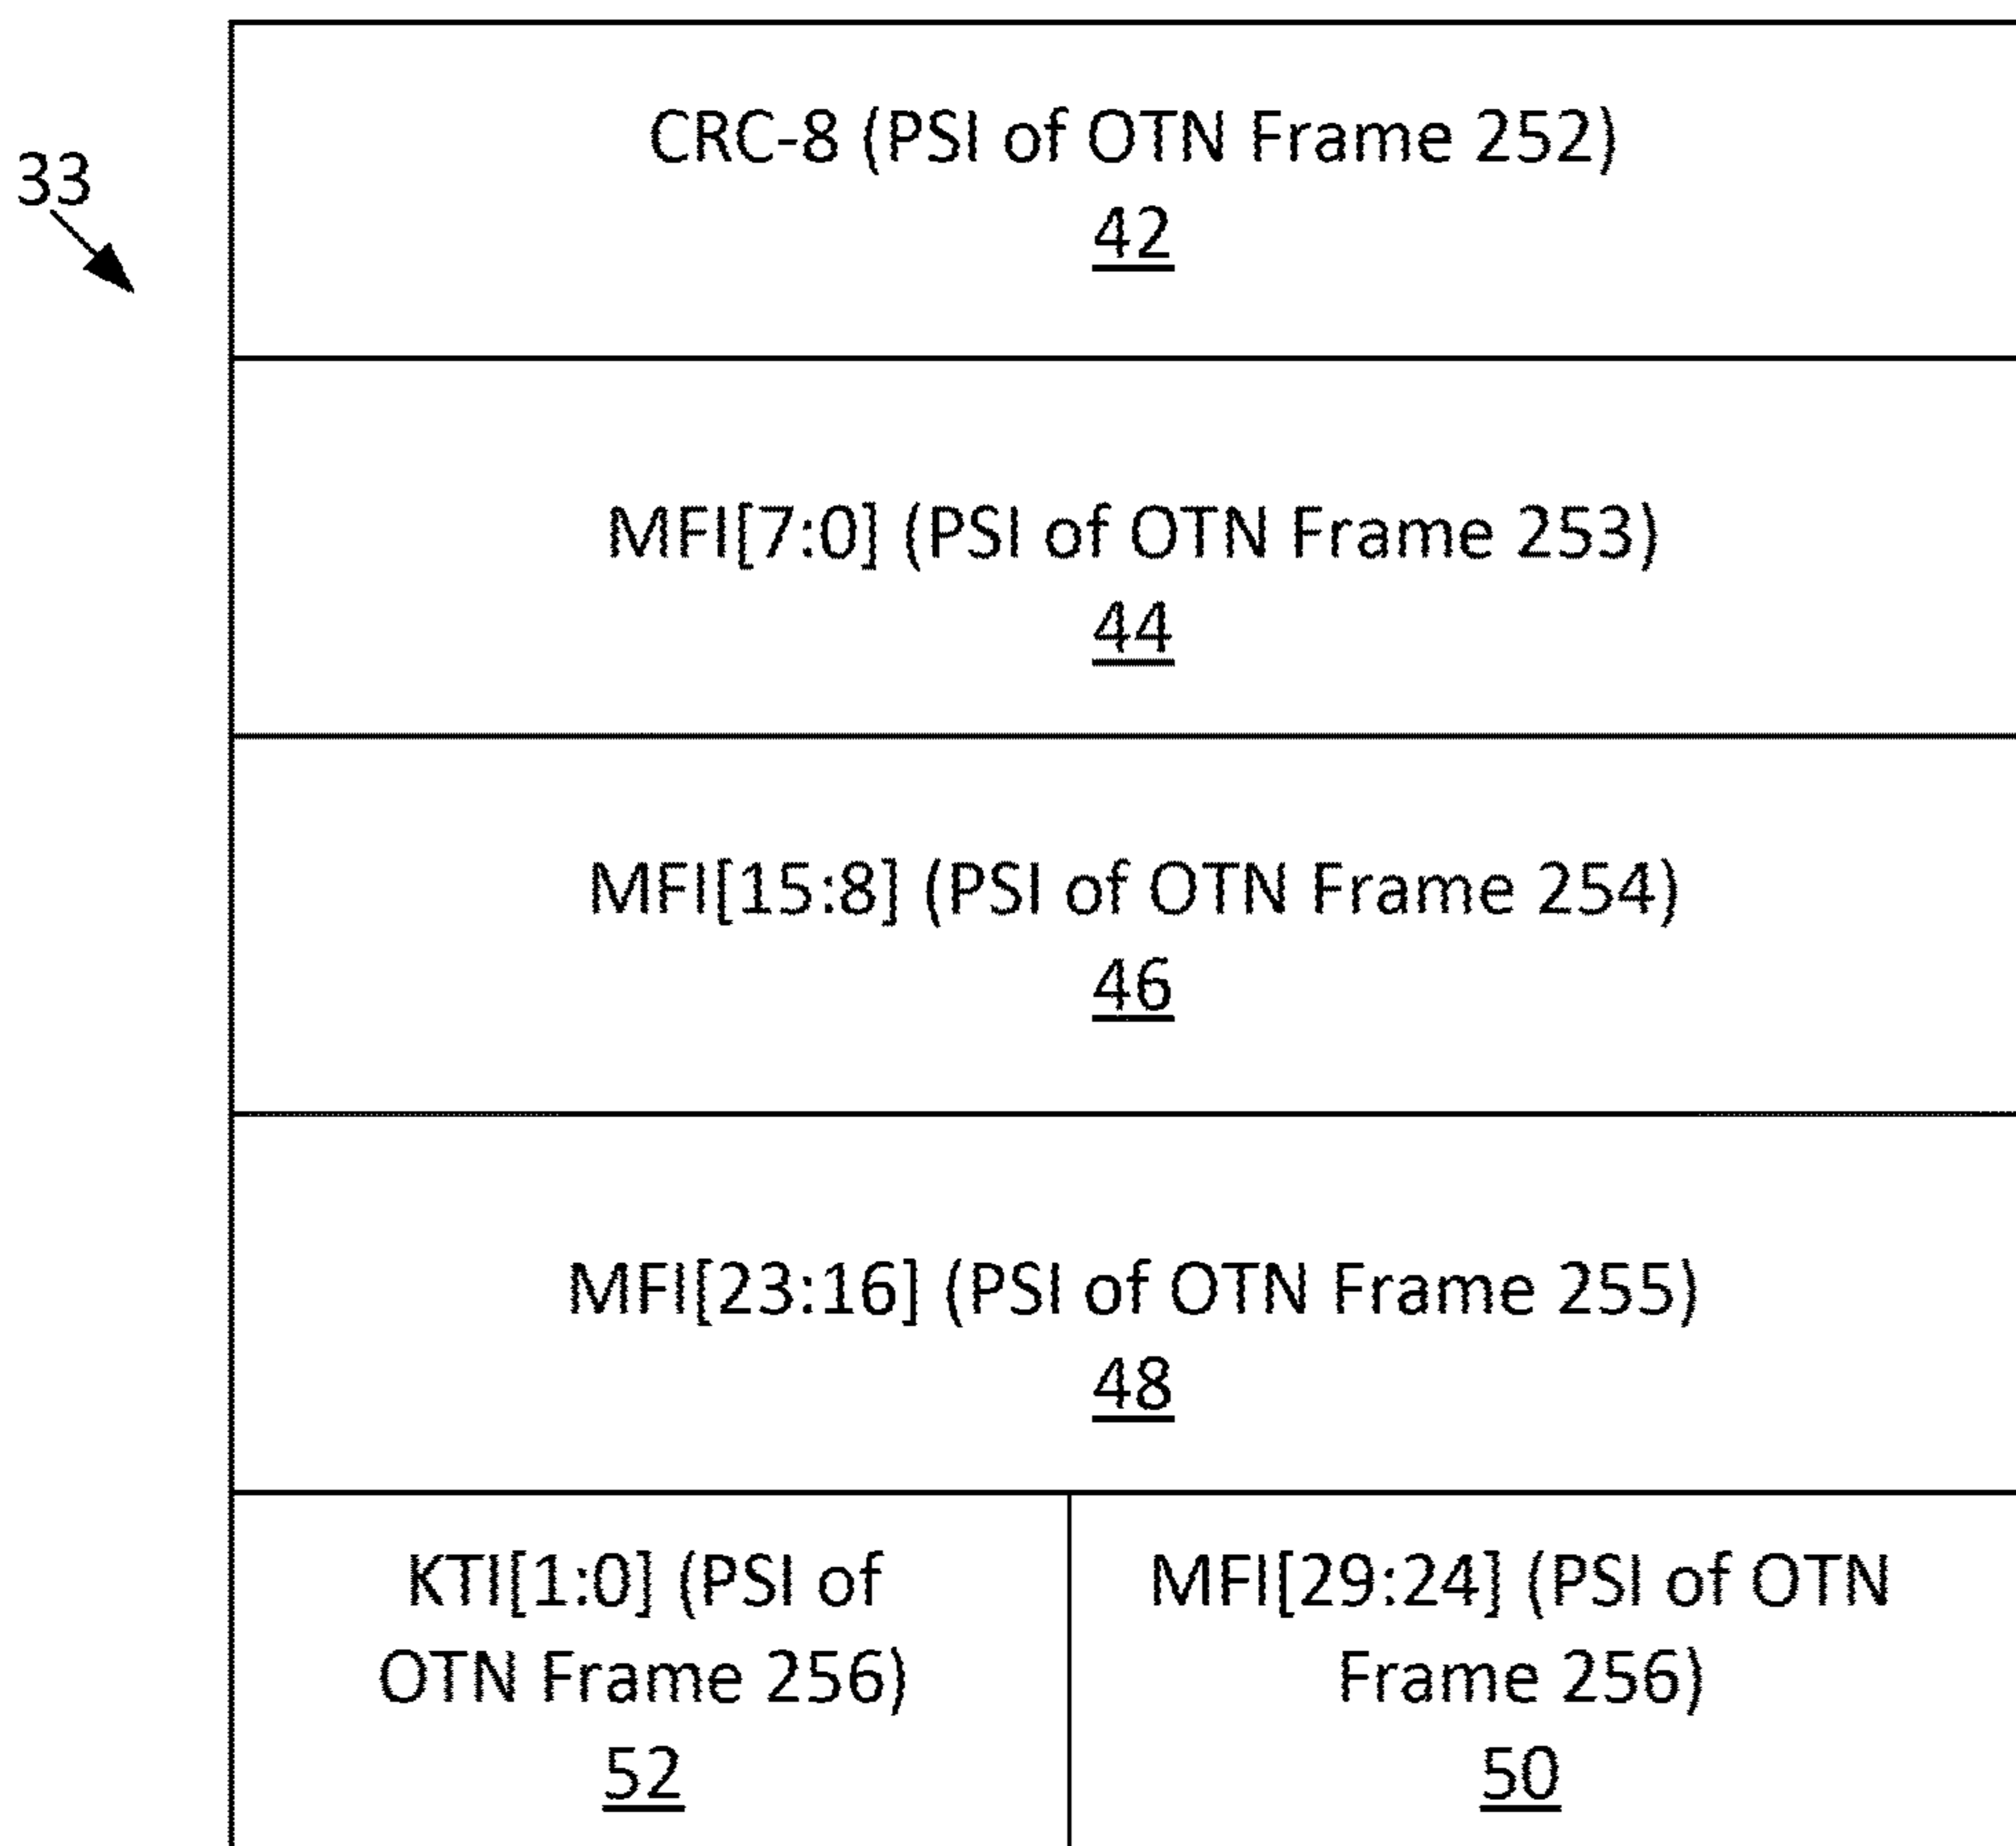 CRC-8 (PSI of OTN Frame 252)
42
33
MFI[7:0] (PSI of OTN Frame 253)
44
MFI[15:8] (PSI of OTN Frame 254)
46
MFI[23:16] (PSI of OTN Frame 255)
48
KTI[1:0] (PSI of
OTN Frame 256)
52
MFI[29:24] (PSI of OTN
Frame 256)
50